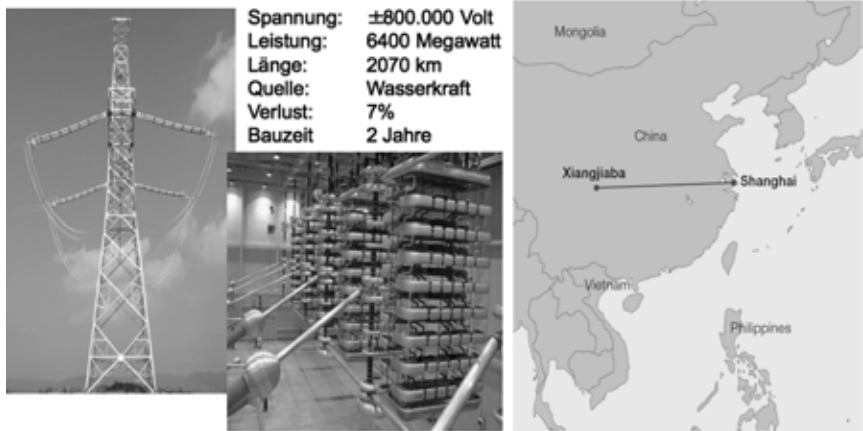 Spannung: ±800.000 Volt
Leistung: 6400 Megawatt
Länge: 2070 km
Quelle: Wasserkraft
Verlust: 7%
Bauzeit 2 Jahre
Mongolia
China
Xiangjiaba
Shanghai
Vietnam
Philippines